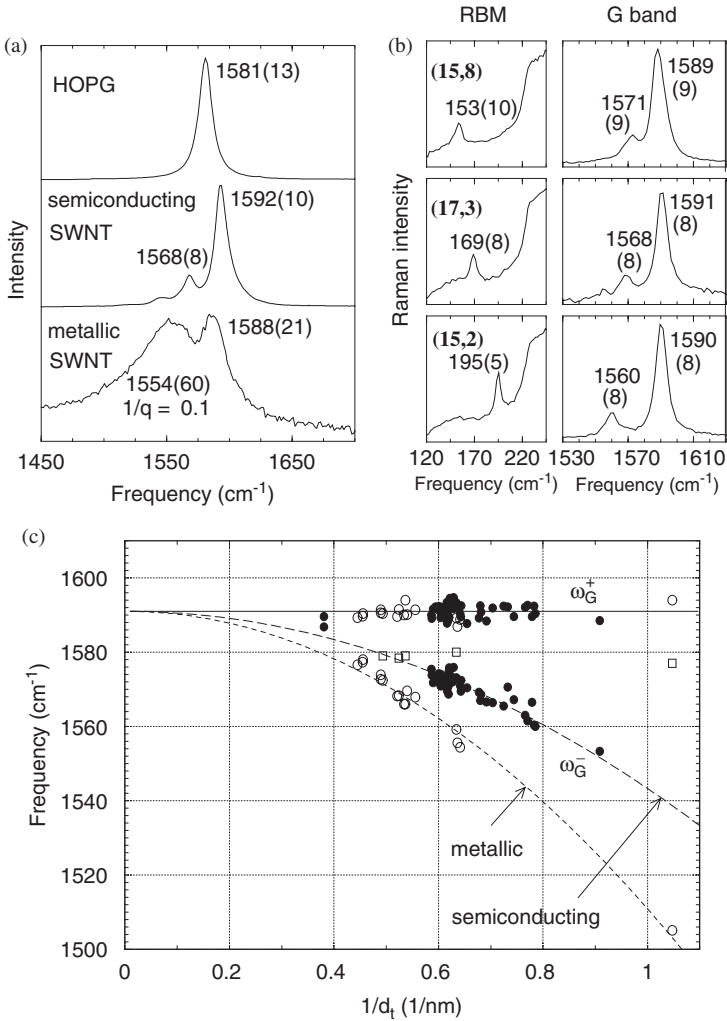 (a)
HOPG
1581(13)
semiconducting
SWNT
1592(10)
1568(8)
metallic
SWNT
1588(21)
1554(60)
1/q = 0.1
Intensity
1450 1550 1650
Frequency (cm-1)
(b)
RBM G band
(15,8)
153(10)
1589
(9)
1571
(9)
(17,3)
169(8)
1591
(8)
1568
(8)
(15,2)
195(5)
1590
(8)
1560
(8)
Raman intensity
120 170 220
1530 1570 1610
Frequency (cm-1) Frequency (cm-1)
(c)
1600
1580
1560
1540
1520
1500
Frequency (cm-1)
ωG+
ωG−
metallic
semiconducting
0 0.2 0.4 0.6 0.8 1
1/dt (1/nm)